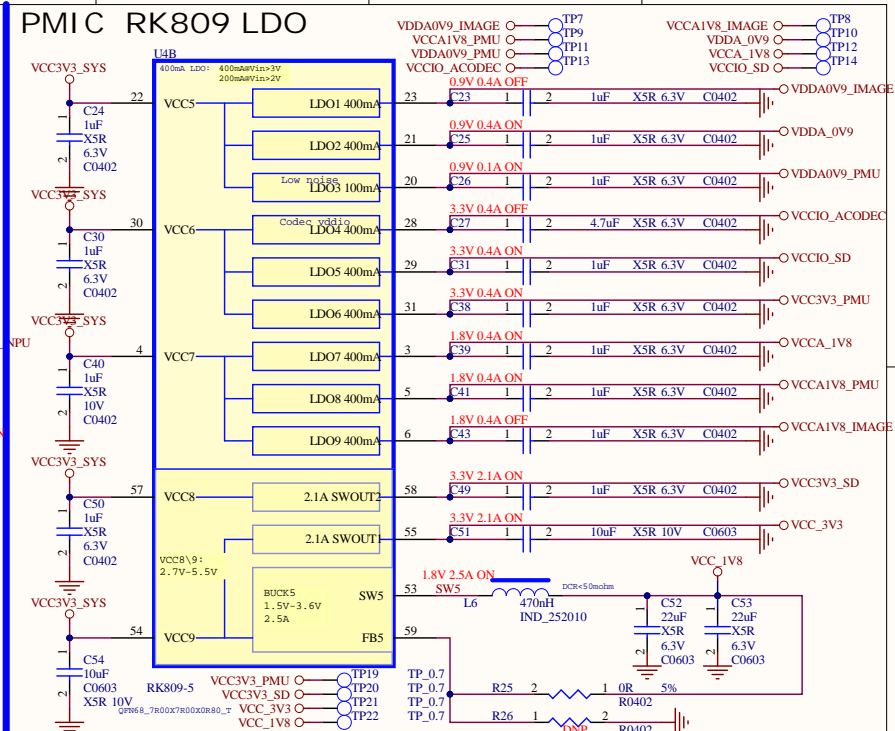 PMIC RK809 LDO
VDDA0V9_IMAGE TP7
VCCA1V8_PMU TP9
VDDA0V9_PMU TP11
VCCIO_ACODEC TP13
VCCA1V8_IMAGE TP8
VDDA_0V9 TP10
VCCA_1V8 TP12
VCCIO_SD TP14
U4B
400mA LDO: 400mA@Vin>3V
200mA@Vin>2V
VCC3V3_SYS
22 VCC5
1 C24
1uF
X5R
2 6.3V
C0402
LDO1 400mA 23
0.9V 0.4A OFF
C23 1 2 1uF X5R 6.3V C0402 VDDA0V9_IMAGE
LDO2 400mA 21
0.9V 0.4A ON
C25 1 2 1uF X5R 6.3V C0402 VDDA_0V9
Low noise
LDO3 100mA 20
0.9V 0.1A ON
C26 1 2 1uF X5R 6.3V C0402 VDDA0V9_PMU
VCC3V3_SYS
30 VCC6
1 C30
1uF
X5R
2 6.3V
C0402
Codec vddio
LDO4 400mA 28
3.3V 0.4A OFF
C27 1 2 4.7uF X5R 6.3V C0402 VCCIO_ACODEC
LDO5 400mA 29
3.3V 0.4A ON
C31 1 2 1uF X5R 6.3V C0402 VCCIO_SD
LDO6 400mA 31
3.3V 0.4A ON
C38 1 2 1uF X5R 6.3V C0402 VCC3V3_PMU
VCC3V3_SYS
NPU
4 VCC7
1 C40
1uF
X5R
2 10V
C0402
LDO7 400mA 3
1.8V 0.4A ON
C39 1 2 1uF X5R 6.3V C0402 VCCA_1V8
LDO8 400mA 5
1.8V 0.4A ON
C41 1 2 1uF X5R 6.3V C0402 VCCA1V8_PMU
LDO9 400mA 6
1.8V 0.4A OFF
C43 1 2 1uF X5R 6.3V C0402 VCCA1V8_IMAGE
VCC3V3_SYS
57 VCC8
1 C50
1uF
X5R
2 6.3V
C0402
2.1A SWOUT2 58
3.3V 2.1A ON
C49 1 2 1uF X5R 6.3V C0402 VCC3V3_SD
2.1A SWOUT1 55
3.3V 2.1A ON
C51 1 2 10uF X5R 10V C0603 VCC_3V3
VCC8\9:
2.7V-5.5V
BUCK5
1.5V-3.6V
2.5A
SW5 53
1.8V 2.5A ON
SW5
L6 470nH
IND_252010
DCR<50mohm
VCC_1V8
1 C52
22uF
X5R
2 6.3V
C0603
1 C53
22uF
X5R
2 6.3V
C0603
VCC3V3_SYS
54 VCC9
FB5 59
1 C54
10uF
2 C0603
X5R 10V
RK809-5
QFN68_7R00X7R00X0R80_T
VCC3V3_PMU TP19 TP_0.7
VCC3V3_SD TP20 TP_0.7
VCC_3V3 TP21 TP_0.7
VCC_1V8 TP22 TP_0.7
R25 2 1 0R 5%
R0402
R26 1 2
DNP R0402